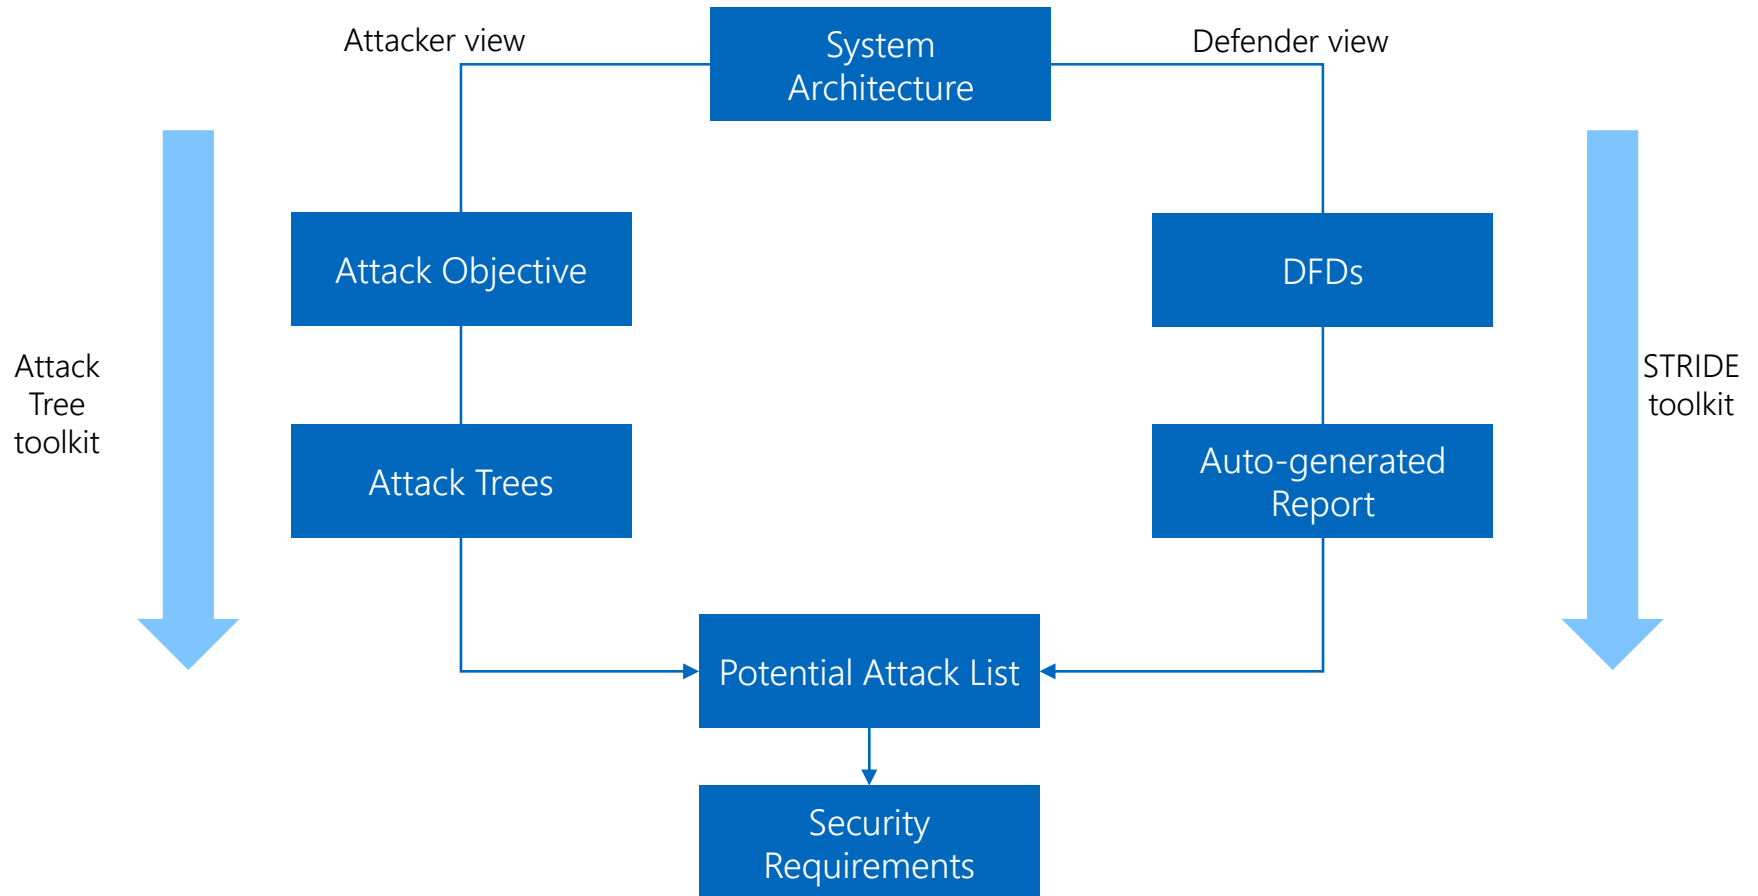 Attacker view
System
Architecture
Defender view
Attack Objective
DFDs
Attack
Tree
toolkit
STRIDE
toolkit
Attack Trees
Auto-generated
Report
Potential Attack List
Security
Requirements